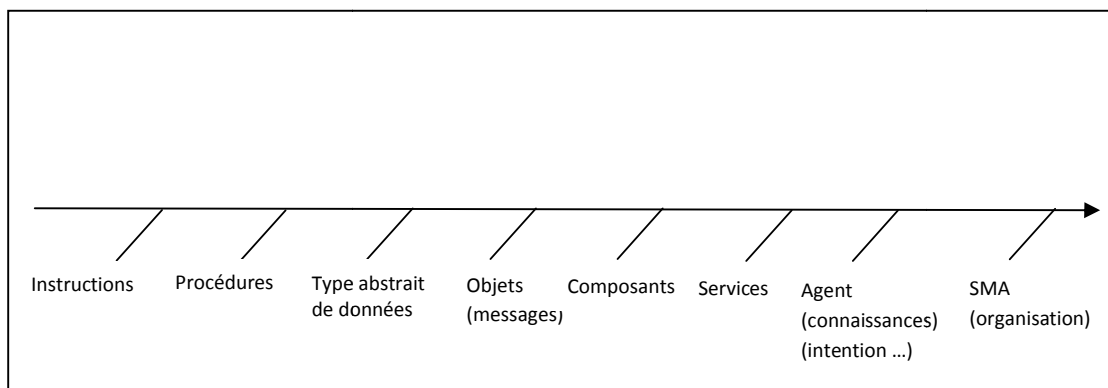 Instructions
Procédures
Type abstrait
de données
Objets
(messages)
Composants
Services
Agent
(connaissances)
(intention ...)
SMA
(organisation)